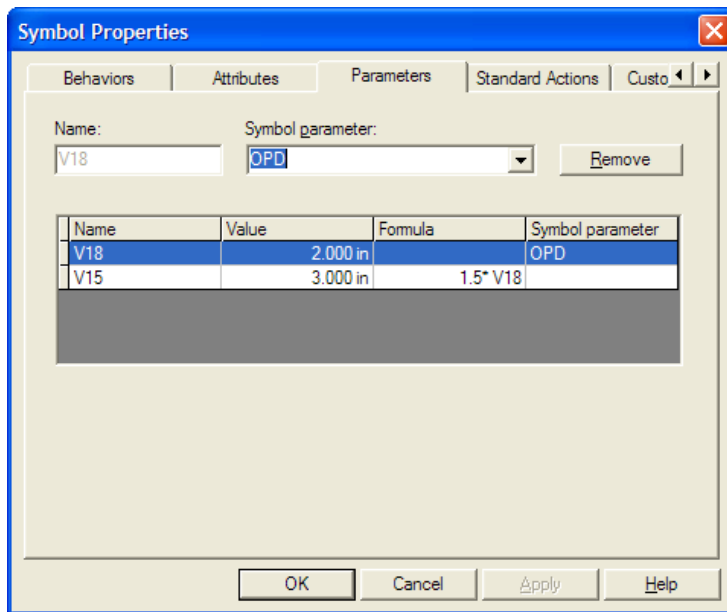 Symbol Properties
Behaviors Attributes Parameters Standard Actions Custo
Name: Symbol parameter:
V18 OPD Remove
Name Value Formula Symbol parameter
V18 2.000 in OPD
V15 3.000 in 1.5* V18
OK Cancel Apply Help